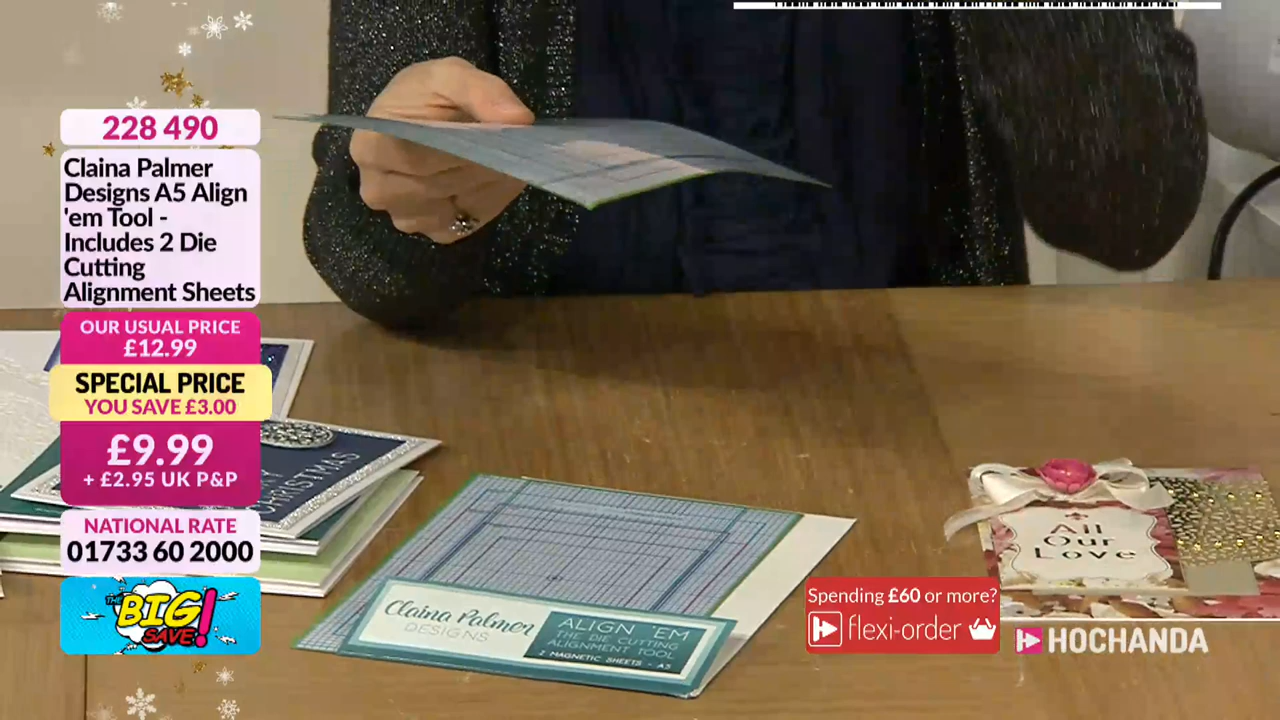 228 490
Claina Palmer
Designs A5 Align
'em Tool -
Includes 2 Die
Cutting
Alignment Sheets
OUR USUAL PRICE
£12.99
SPECIAL PRICE
YOU SAVE £3.00
£9.99
+ £2.95 UK P&P
NATIONAL RATE
01733 60 2000
THE
BIG
SAVE!
CHRISTMAS
Claina Palmer
DESIGNS
ALIGN 'EM
THE DIE CUTTING
ALIGNMENT TOOL
2 MAGNETIC SHEETS - A5
All
Our
Love
Spending £60 or more?
flexi-order
HOCHANDA